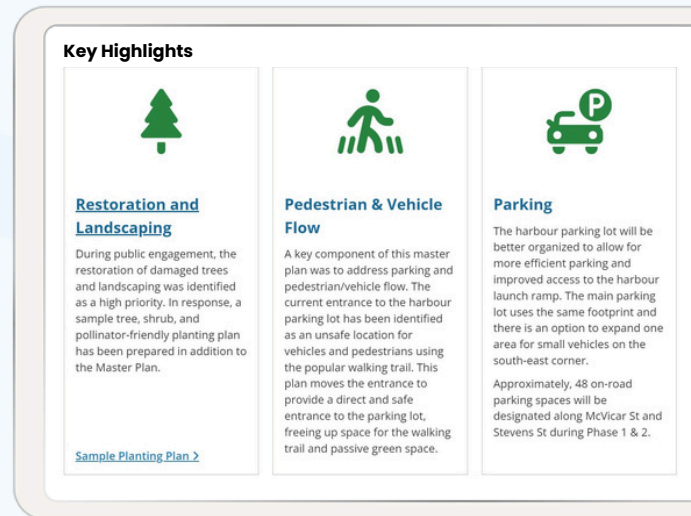 Key Highlights
Restoration and
Landscaping
During public engagement, the
restoration of damaged trees
and landscaping was identified
as a high priority. In response, a
sample tree, shrub, and
pollinator-friendly planting plan
has been prepared in addition to
the Master Plan.
Sample Planting Plan >
Pedestrian & Vehicle
Flow
A key component of this master
plan was to address parking and
pedestrian/vehicle flow. The
current entrance to the harbour
parking lot has been identified
as an unsafe location for
vehicles and pedestrians using
the popular walking trail. This
plan moves the entrance to
provide a direct and safe
entrance to the parking lot,
freeing up space for the walking
trail and passive green space.
P
Parking
The harbour parking lot will be
better organized to allow for
more efficient parking and
improved access to the harbour
launch ramp. The main parking
lot uses the same footprint and
there is an option to expand one
area for small vehicles on the
south-east corner.
Approximately, 48 on-road
parking spaces will be
designated along McVicar St and
Stevens St during Phase 1 & 2.